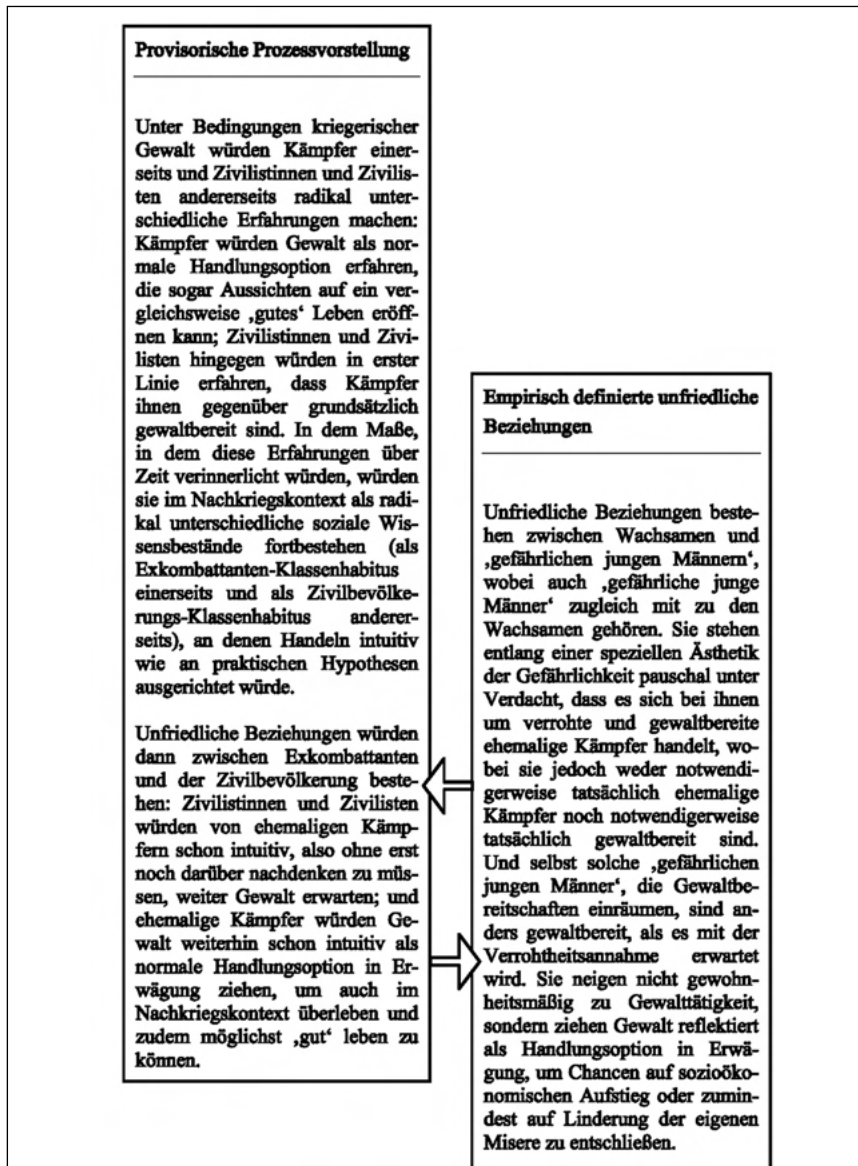 Provisorische Prozessvorstellung
Unter Bedingungen kriegerischer
Gewalt würden Kämpfer einer-
seits und Zivilistinnen und Zivilis-
ten andererseits radikal unter-
schiedliche Erfahrungen machen:
Kämpfer würden Gewalt als nor-
male Handlungsoption erfahren,
die sogar Aussichten auf ein ver-
gleichsweise ‚gutes‘ Leben eröff-
nen kann; Zivilistinnen und Zivi-
listen hingegen würden in erster
Linie erfahren, dass Kämpfer
ihnen gegenüber grundsätzlich
gewaltbereit sind. In dem Maße,
in dem diese Erfahrungen über
Zeit verinnerlicht würden, würden
sie im Nachkriegskontext als radi-
kal unterschiedliche soziale Wis-
sensbestände fortbestehen (als
Exkombattanten-Klassenhabitus
einerseits und als Zivilbevölke-
rungs-Klassenhabitus anderer-
seits), an denen Handeln intuitiv
wie an praktischen Hypothesen
ausgerichtet würde.
Unfriedliche Beziehungen würden
dann zwischen Exkombattanten
und der Zivilbevölkerung beste-
hen: Zivilistinnen und Zivilisten
würden von ehemaligen Kämp-
fern schon intuitiv, also ohne erst
noch darüber nachdenken zu müs-
sen, weiter Gewalt erwarten; und
ehemalige Kämpfer würden Ge-
walt weiterhin schon intuitiv als
normale Handlungsoption in Er-
wägung ziehen, um auch im
Nachkriegskontext überleben und
zudem möglichst ‚gut‘ leben zu
können.
Empirisch definierte unfriedliche
Beziehungen
Unfriedliche Beziehungen beste-
hen zwischen Wachsamen und
‚gefährlichen jungen Männern‘,
wobei auch ‚gefährliche junge
Männer‘ zugleich mit zu den
Wachsamen gehören. Sie stehen
entlang einer speziellen Ästhetik
der Gefährlichkeit pauschal unter
Verdacht, dass es sich bei ihnen
um verrohte und gewaltbereite
ehemalige Kämpfer handelt, wo-
bei sie jedoch weder notwendi-
gerweise tatsächlich ehemalige
Kämpfer noch notwendigerweise
tatsächlich gewaltbereit sind.
Und selbst solche ‚gefährlichen
jungen Männer‘, die Gewaltbe-
reitschaften einräumen, sind an-
ders gewaltbereit, als es mit der
Verrohtheitsannahme erwartet
wird. Sie neigen nicht gewohn-
heitsmäßig zu Gewalttätigkeit,
sondern ziehen Gewalt reflektiert
als Handlungsoption in Erwä-
gung, um Chancen auf sozioöko-
nomischen Aufstieg oder zumin-
dest auf Linderung der eigenen
Misere zu entschließen.